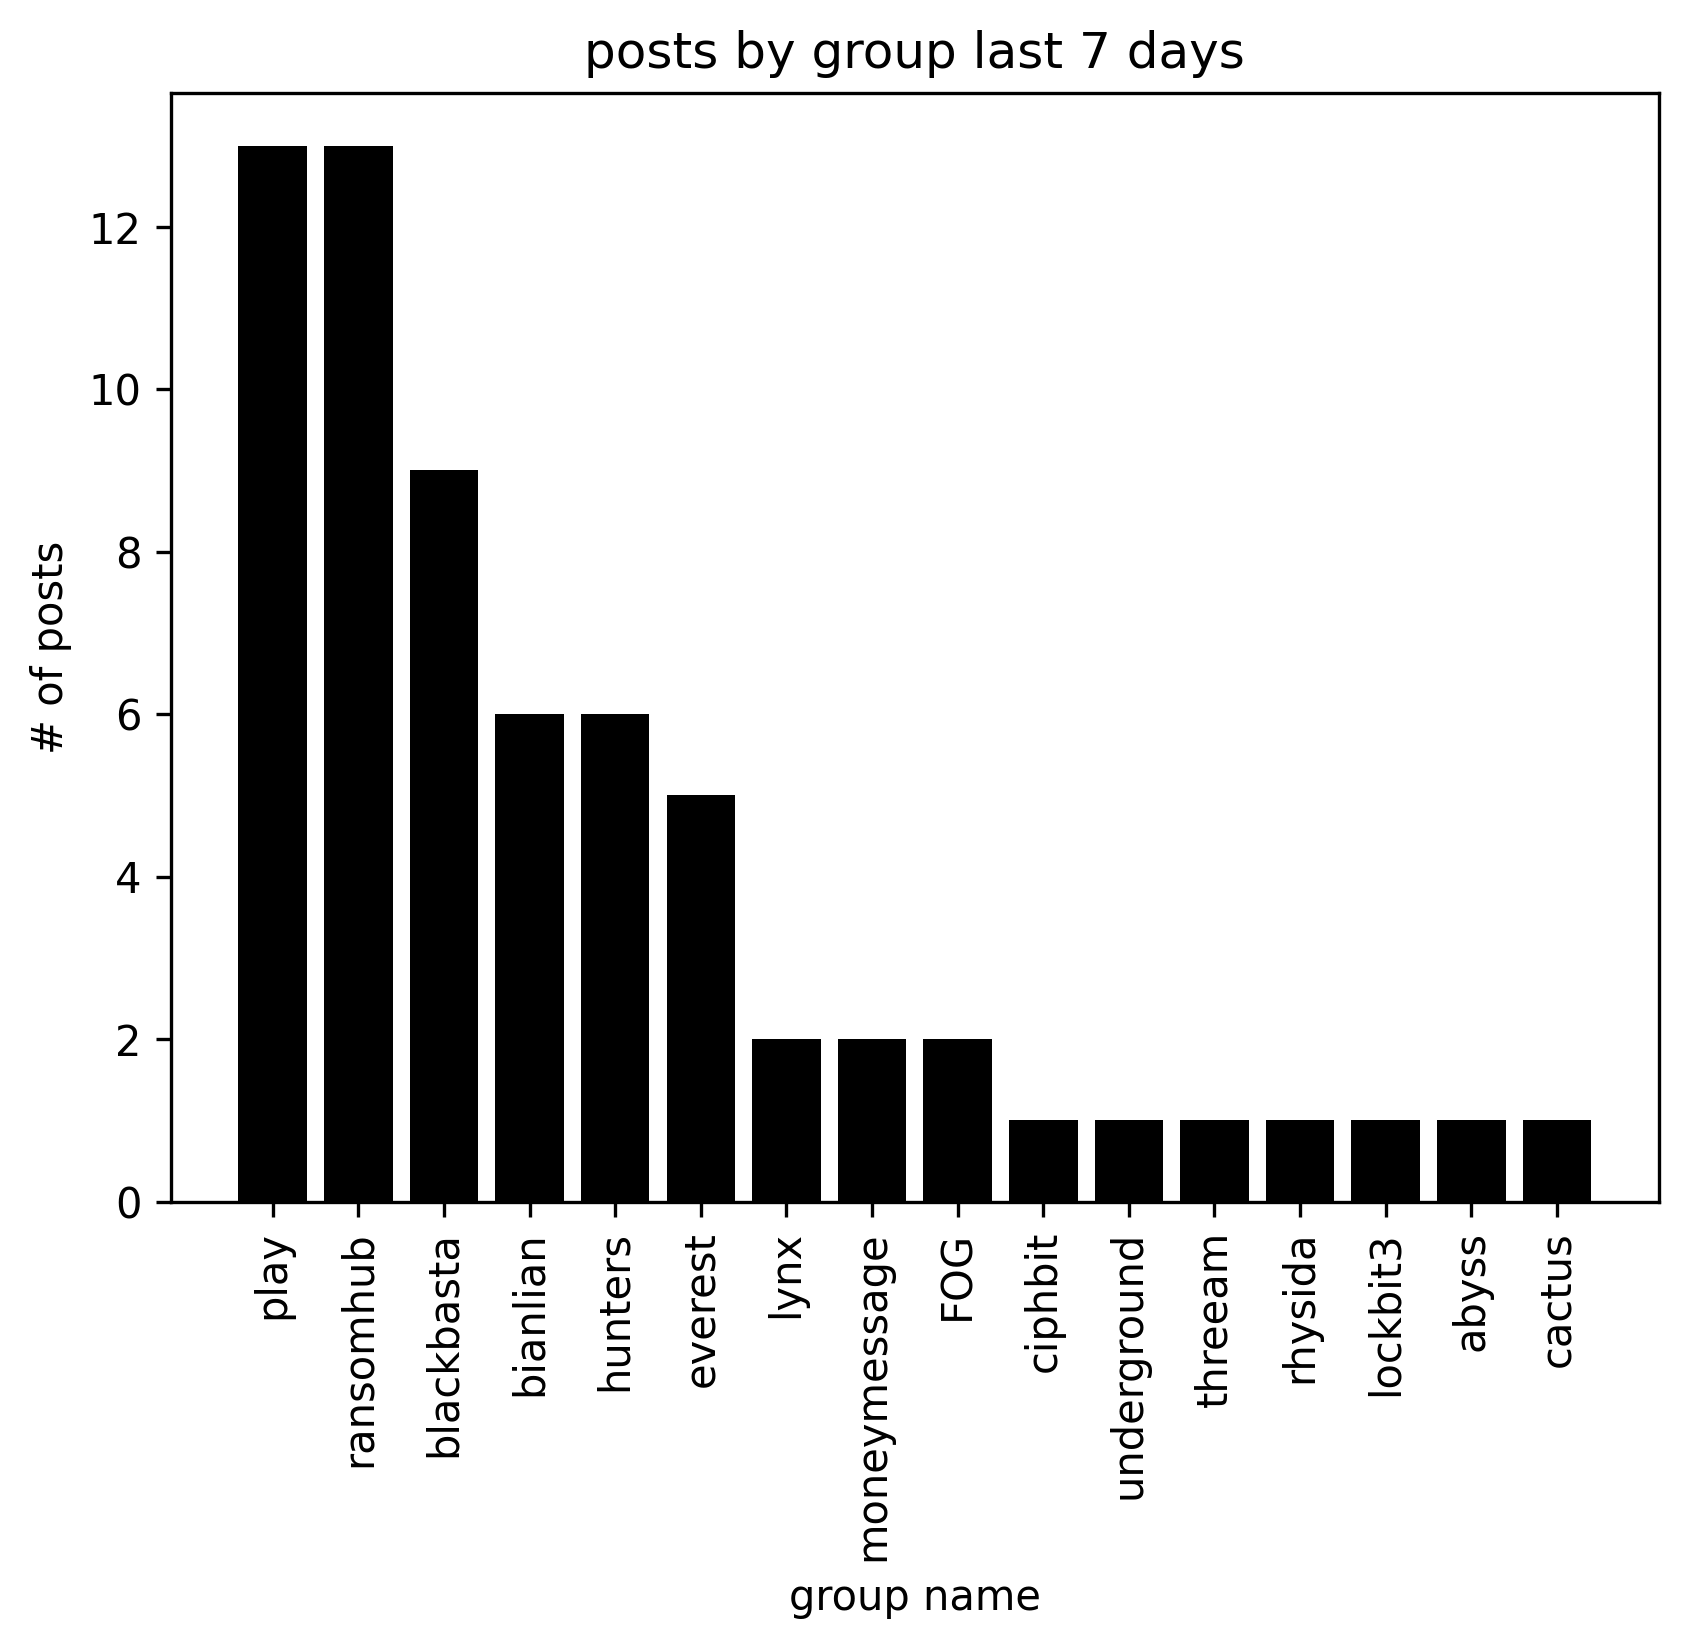 posts by group last 7 days
# of posts
12
10
8
6
4
2
0
play
ransomhub
blackbasta
bianlian
hunters
everest
lynx
moneymessage
FOG
ciphbit
underground
threeam
rhysida
lockbit3
abyss
cactus
group name